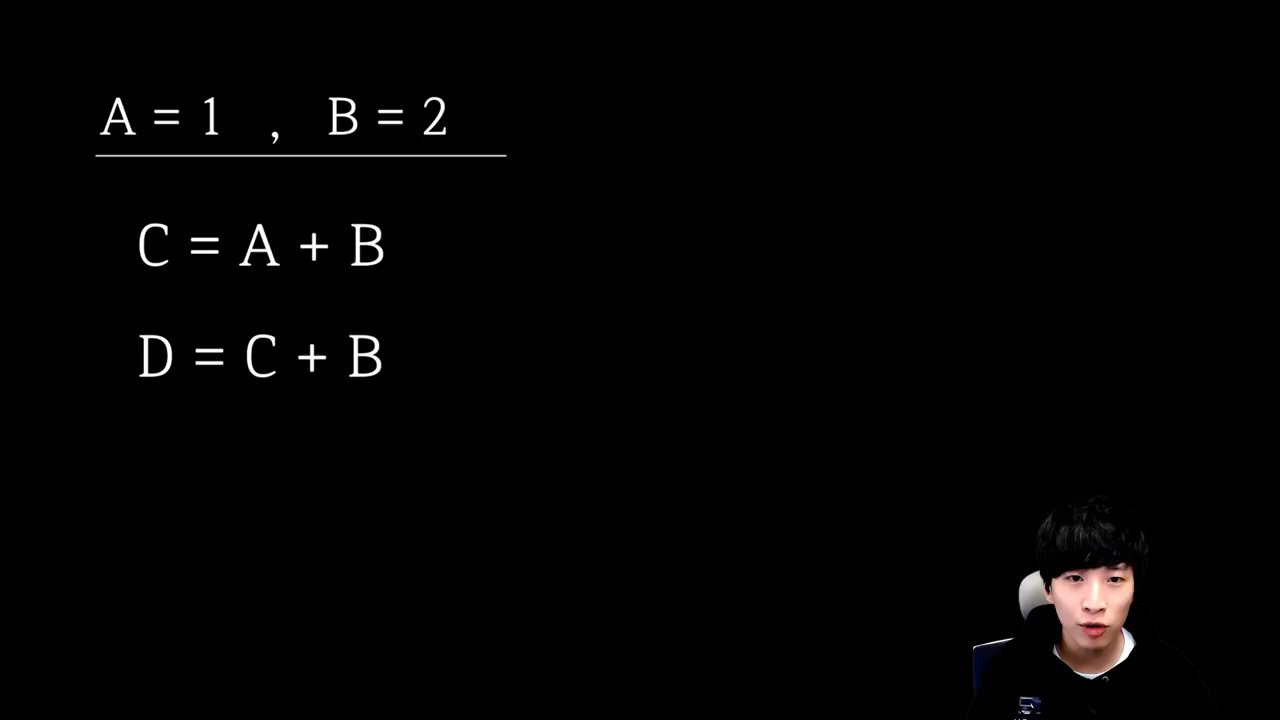 A = 1 , B = 2
C = A + B
D = C + B